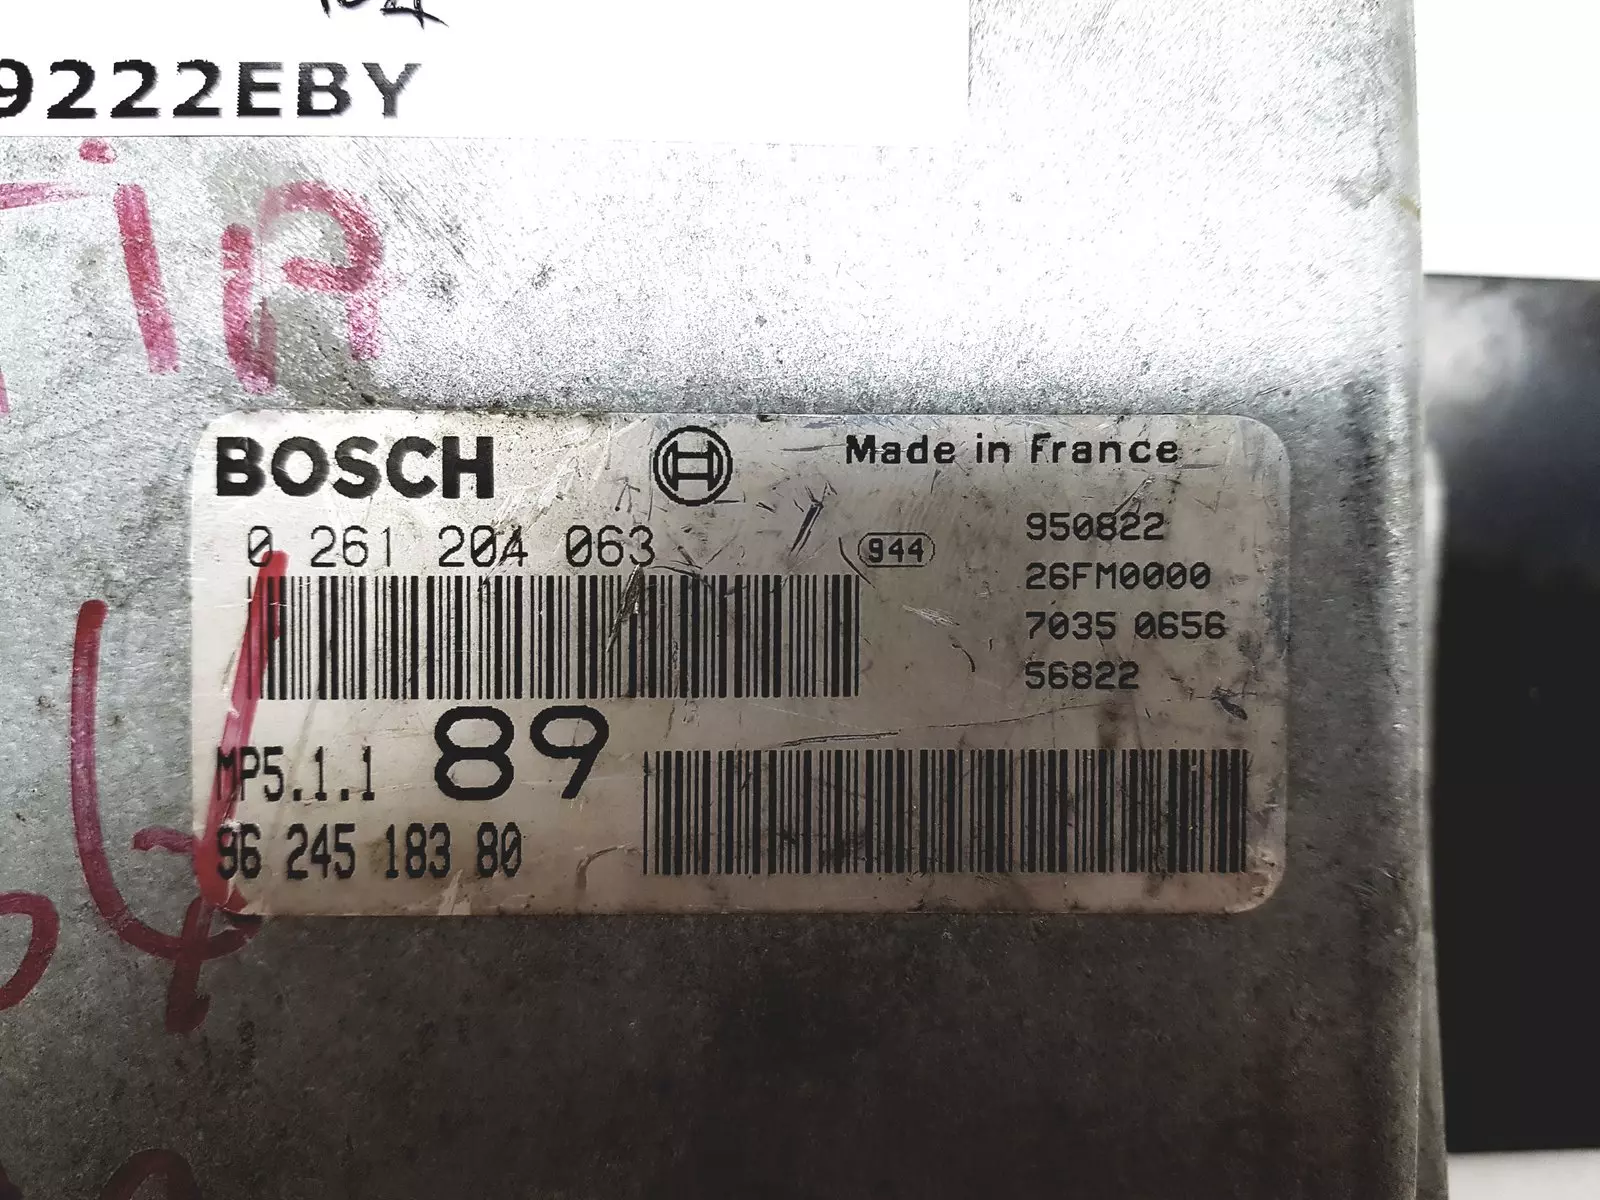 9222EBY
BOSCH
Made in France
0 261 204 063
944
950822
26FM0000
7035 0656
56822
MP5.1.1
89
96 245 183 80